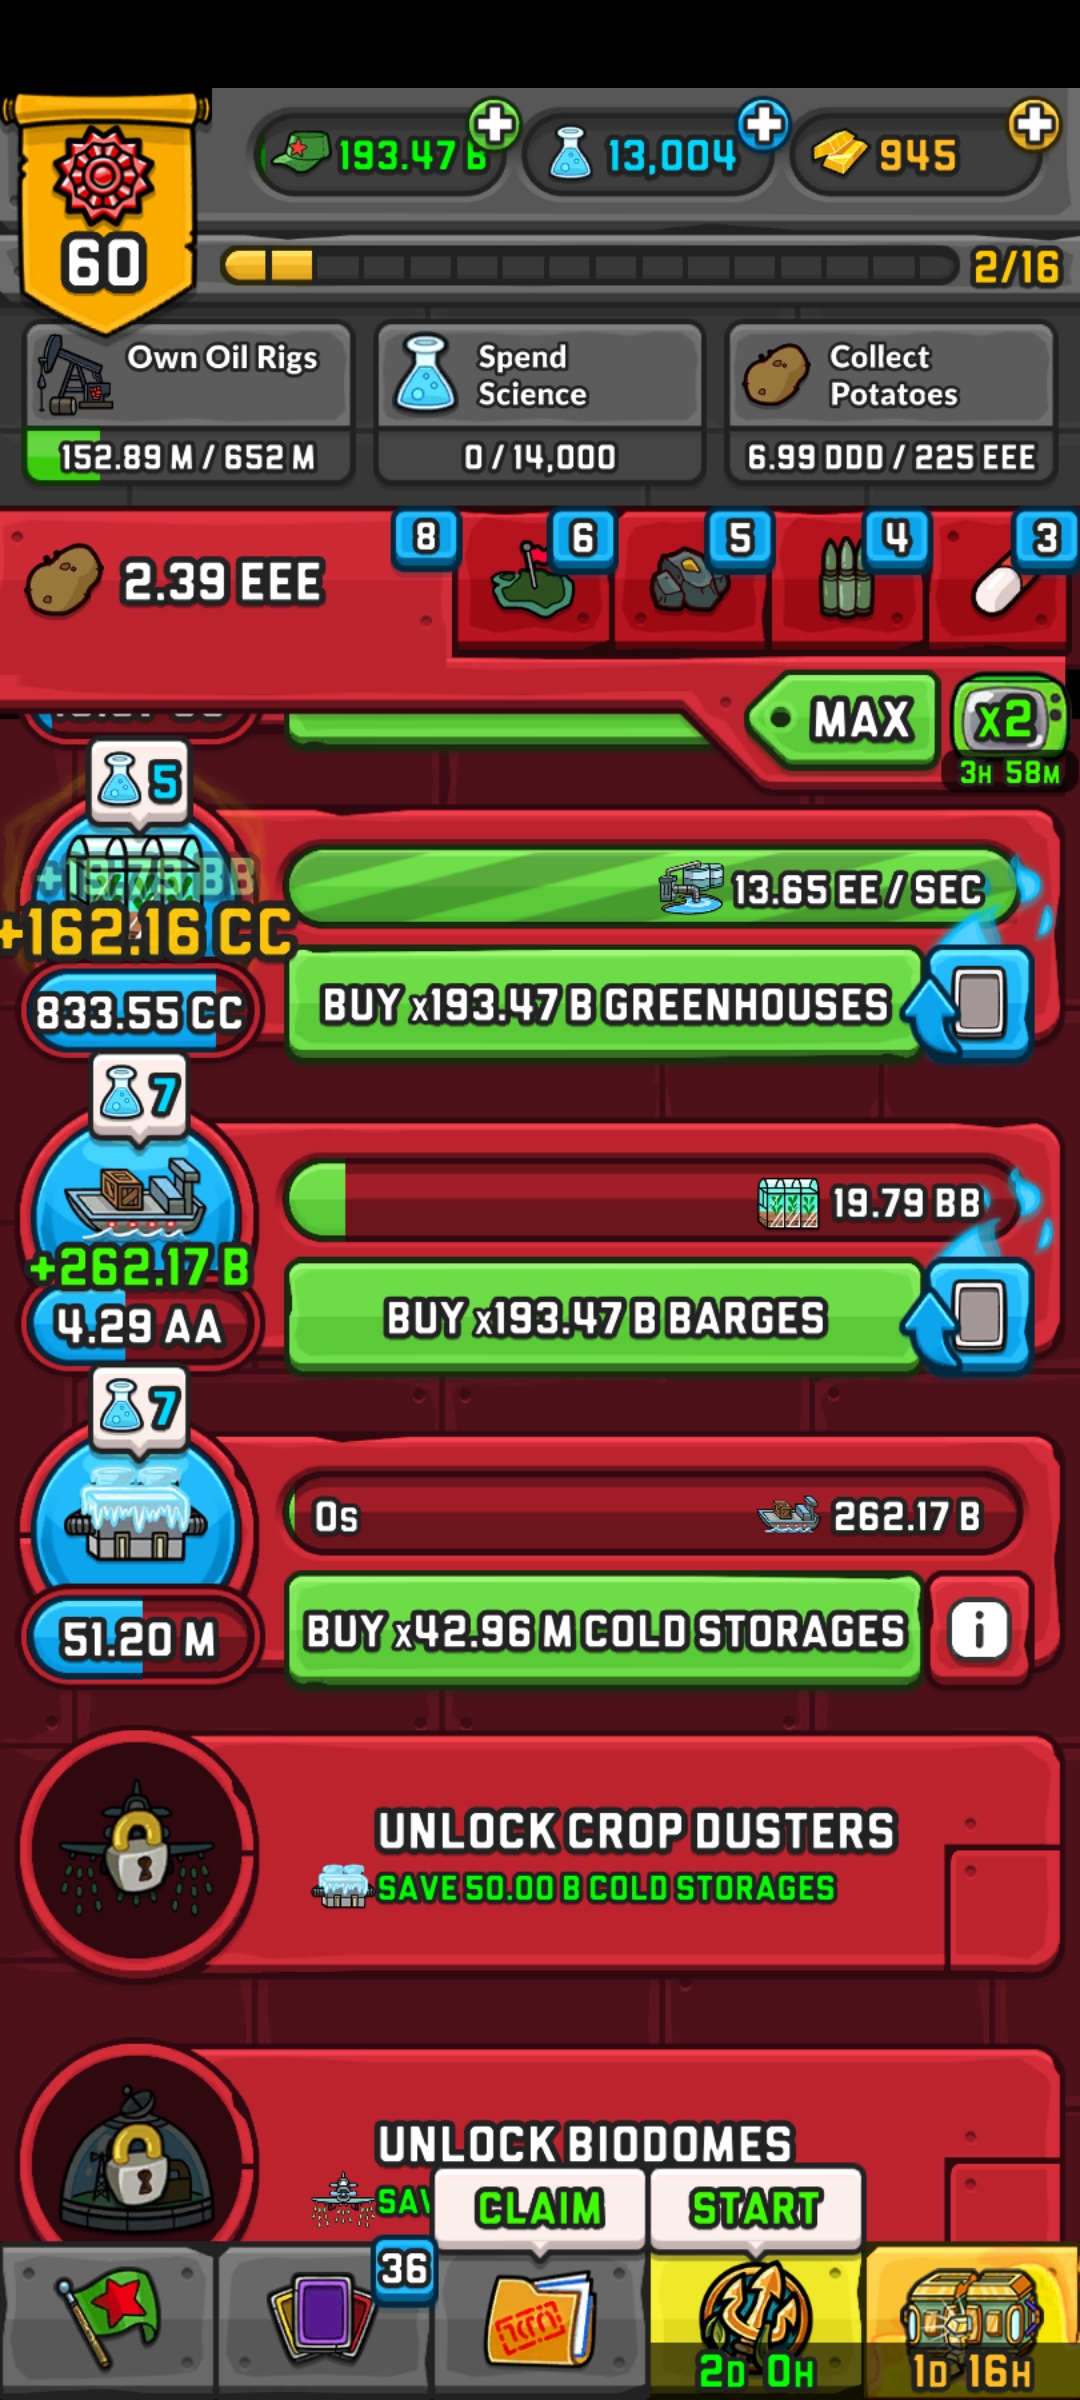 193.47 B
13,004
945
60
2/16
Own Oil Rigs
152.89 M / 652 M
Spend
Science
0 / 14,000
Collect
Potatoes
6.99 DDD / 225 EEE
2.39 EEE
8
6
5
4
3
MAX
x2
3H 58M
5
+19.79 BB
+162.16 CC
833.55 CC
13.65 EE / SEC
BUY x193.47 B GREENHOUSES
7
+262.17 B
4.29 AA
19.79 BB
BUY x193.47 B BARGES
7
51.20 M
0s
262.17 B
BUY x42.96 M COLD STORAGES
i
UNLOCK CROP DUSTERS
SAVE 50.00 B COLD STORAGES
UNLOCK BIODOMES
CLAIM
START
36
2D 0H
1D 16H